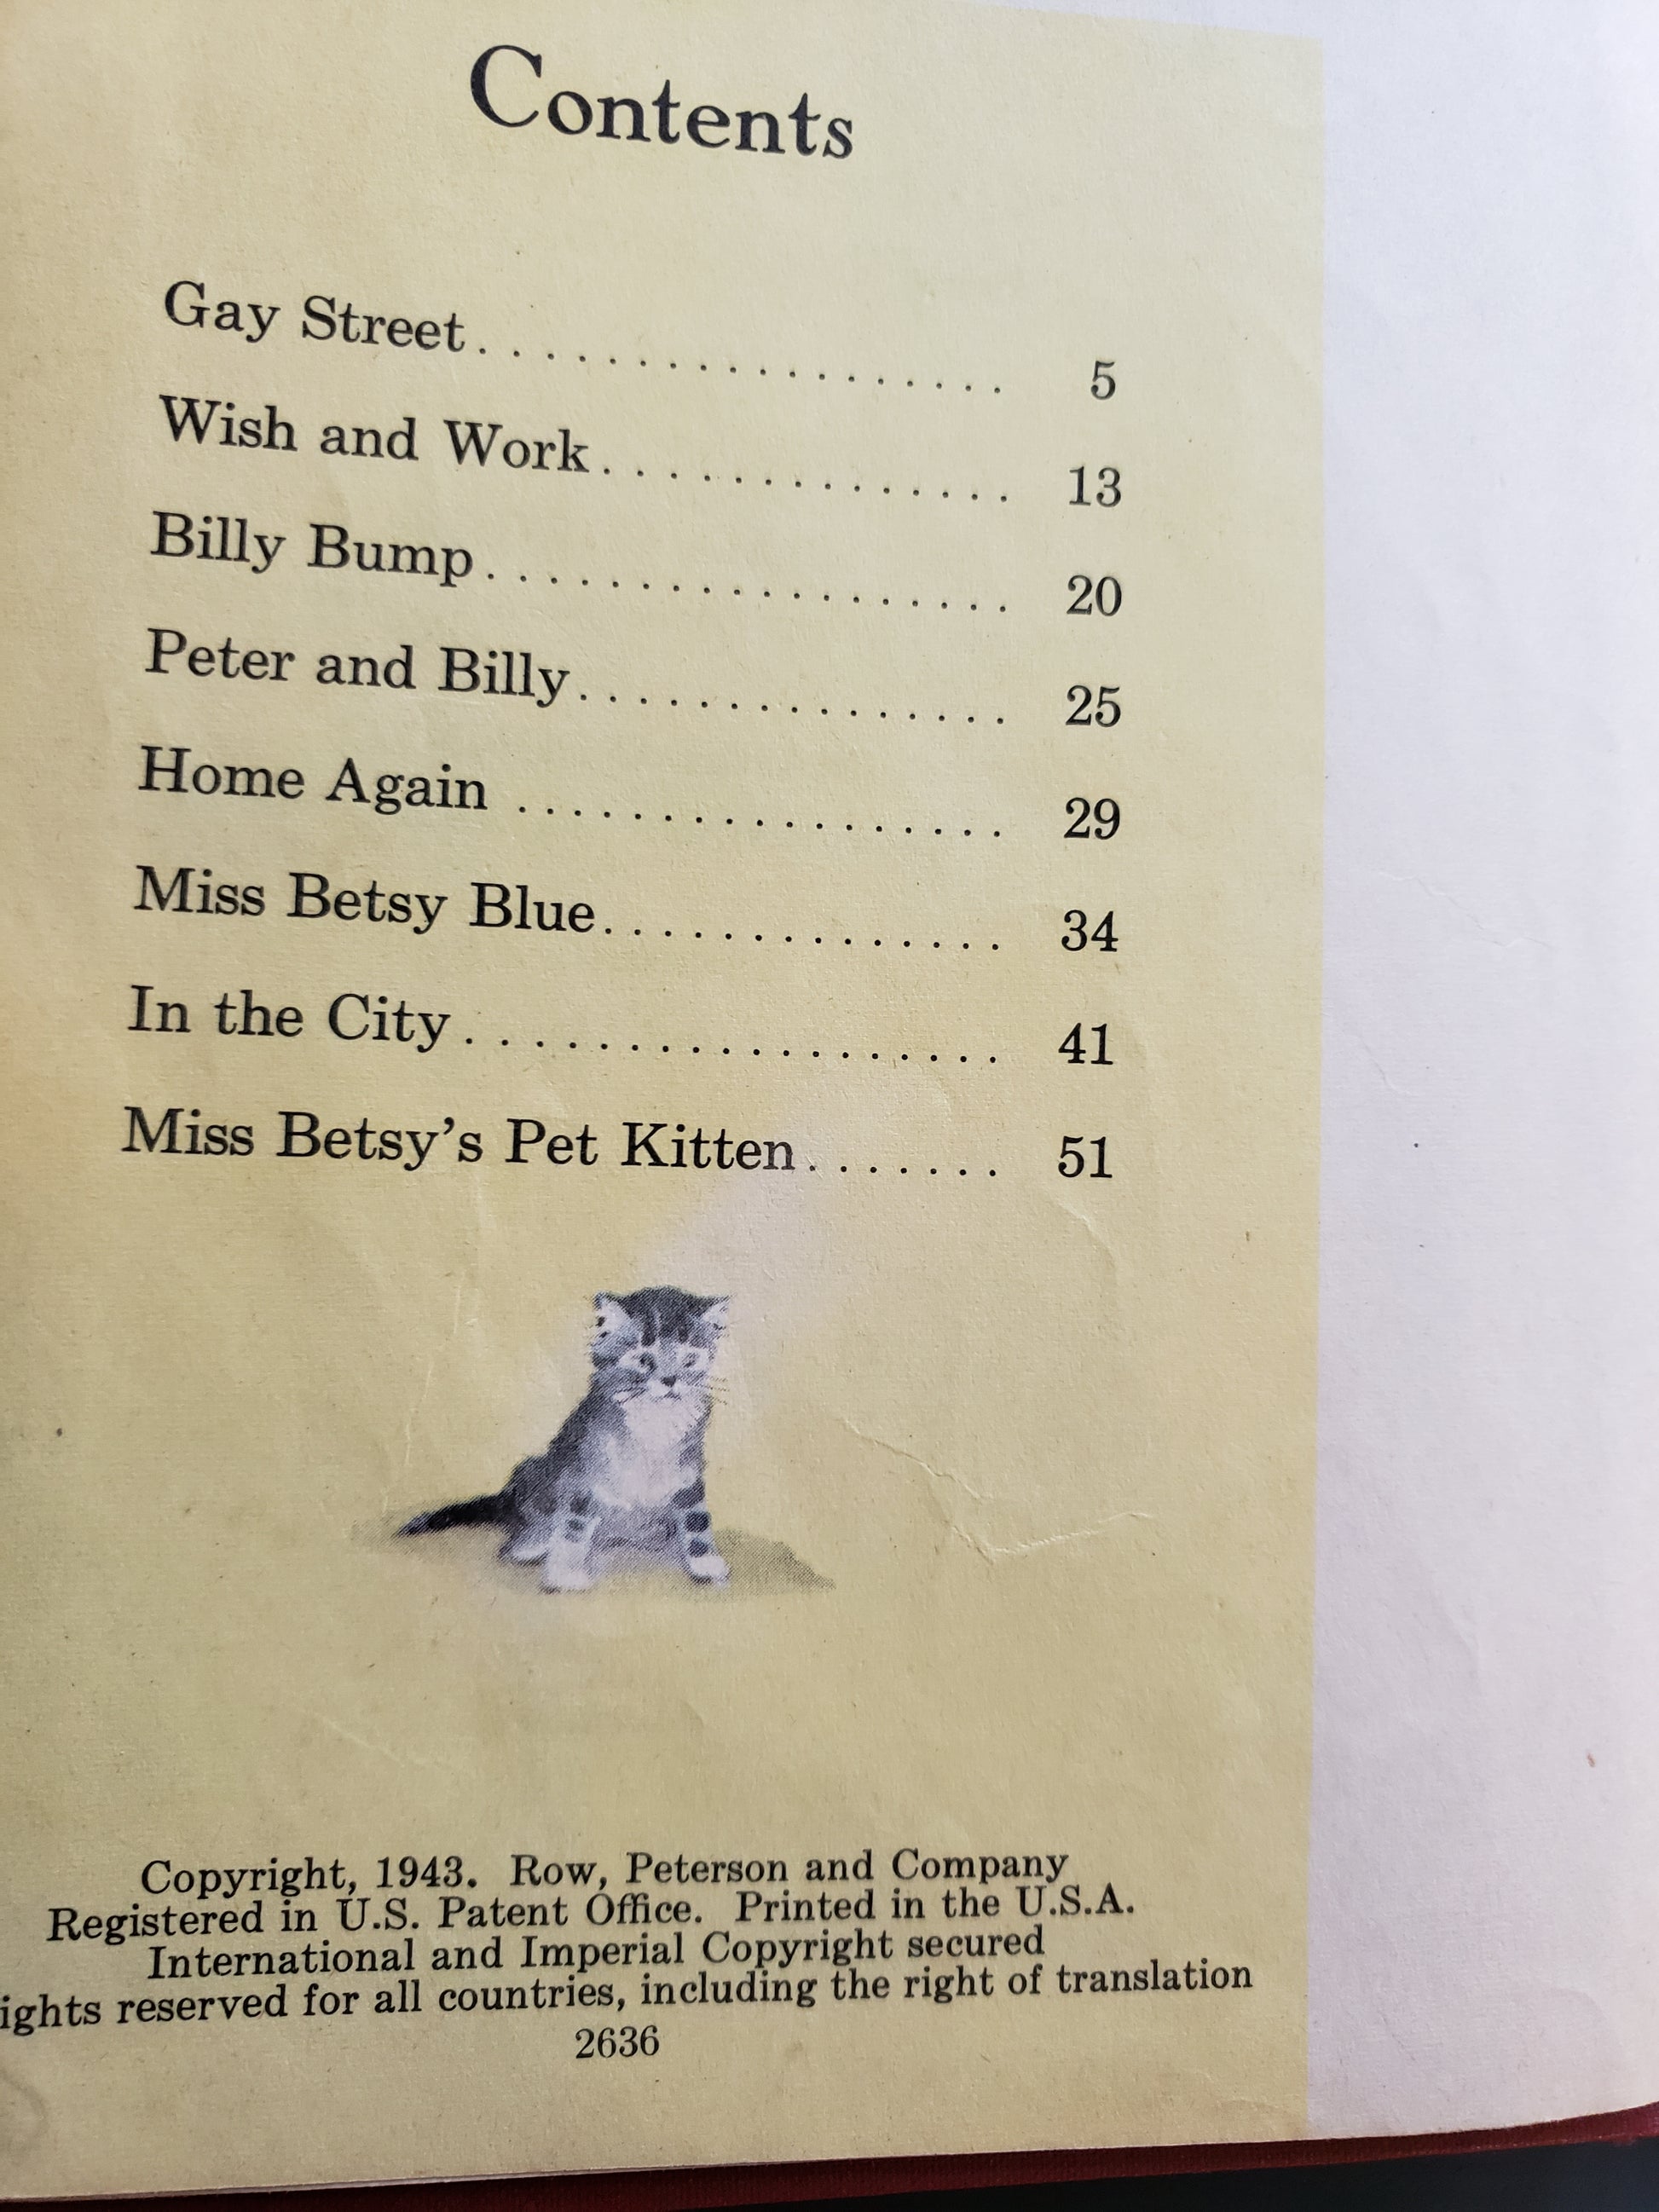 Contents
Gay Street.................. 5
Wish and Work.............. 13
Billy Bump.................. 20
Peter and Billy............... 25
Home Again ................. 29
Miss Betsy Blue.............. 34
In the City.................. 41
Miss Betsy's Pet Kitten....... 51
Copyright, 1943. Row, Peterson and Company
Registered in U.S. Patent Office. Printed in the U.S.A.
International and Imperial Copyright secured
ights reserved for all countries, including the right of translation
2636